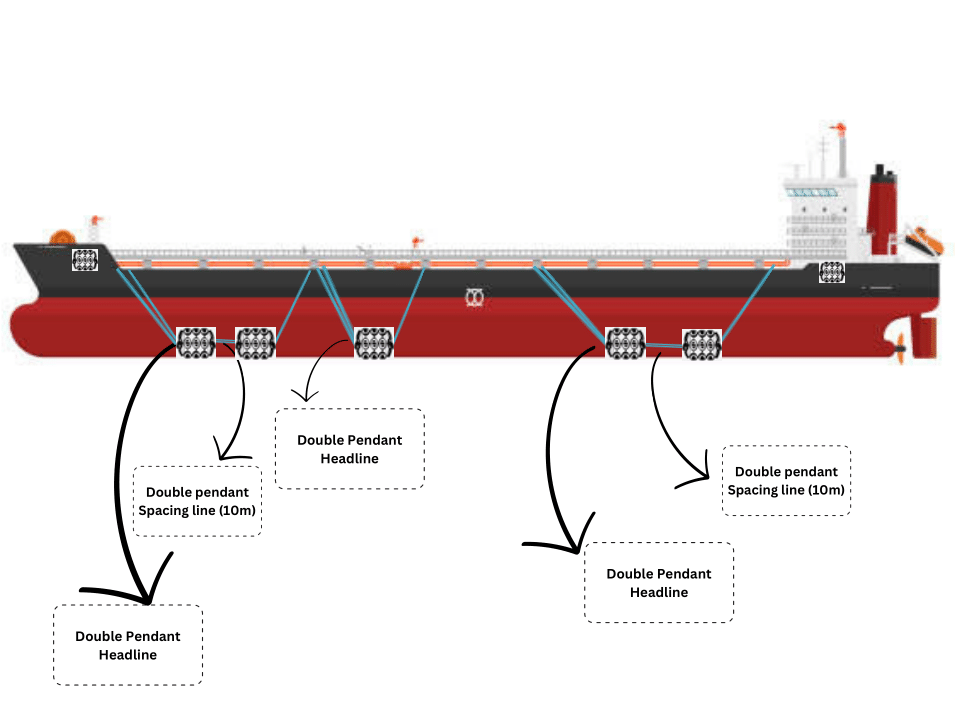 Double Pendant
Headline
Double pendant
Spacing line (10m)
Double pendant
Spacing line (10m)
Double Pendant
Headline
Double Pendant
Headline